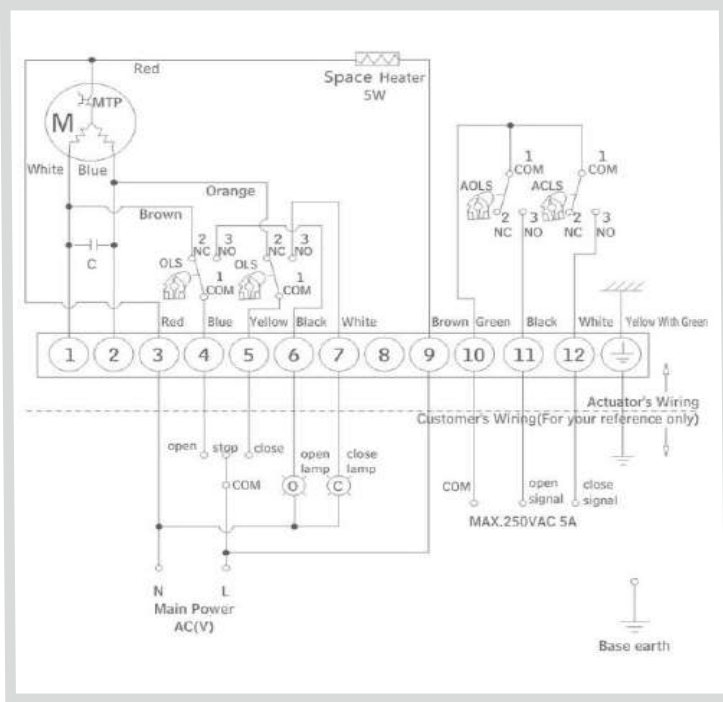 Red
Space Heater
5W
MTP
M
White Blue
Orange
Brown
C
2 3
NC NO
OLS
1
COM
2 3
NC NO
OLS
1
COM
1
COM
AOLS
2 3
NC NO
1
COM
ACLS
2 3
NC NO
Red Blue Yellow Black White Brown Green Black White Yellow With Green
1 2 3 4 5 6 7 8 9 10 11 12
Actuator's Wiring
Customer's Wiring(For your reference only)
open stop close
COM
open
lamp
close
lamp
O C
COM
open
signal
close
signal
MAX.250VAC 5A
N L
Main Power
AC(V)
Base earth